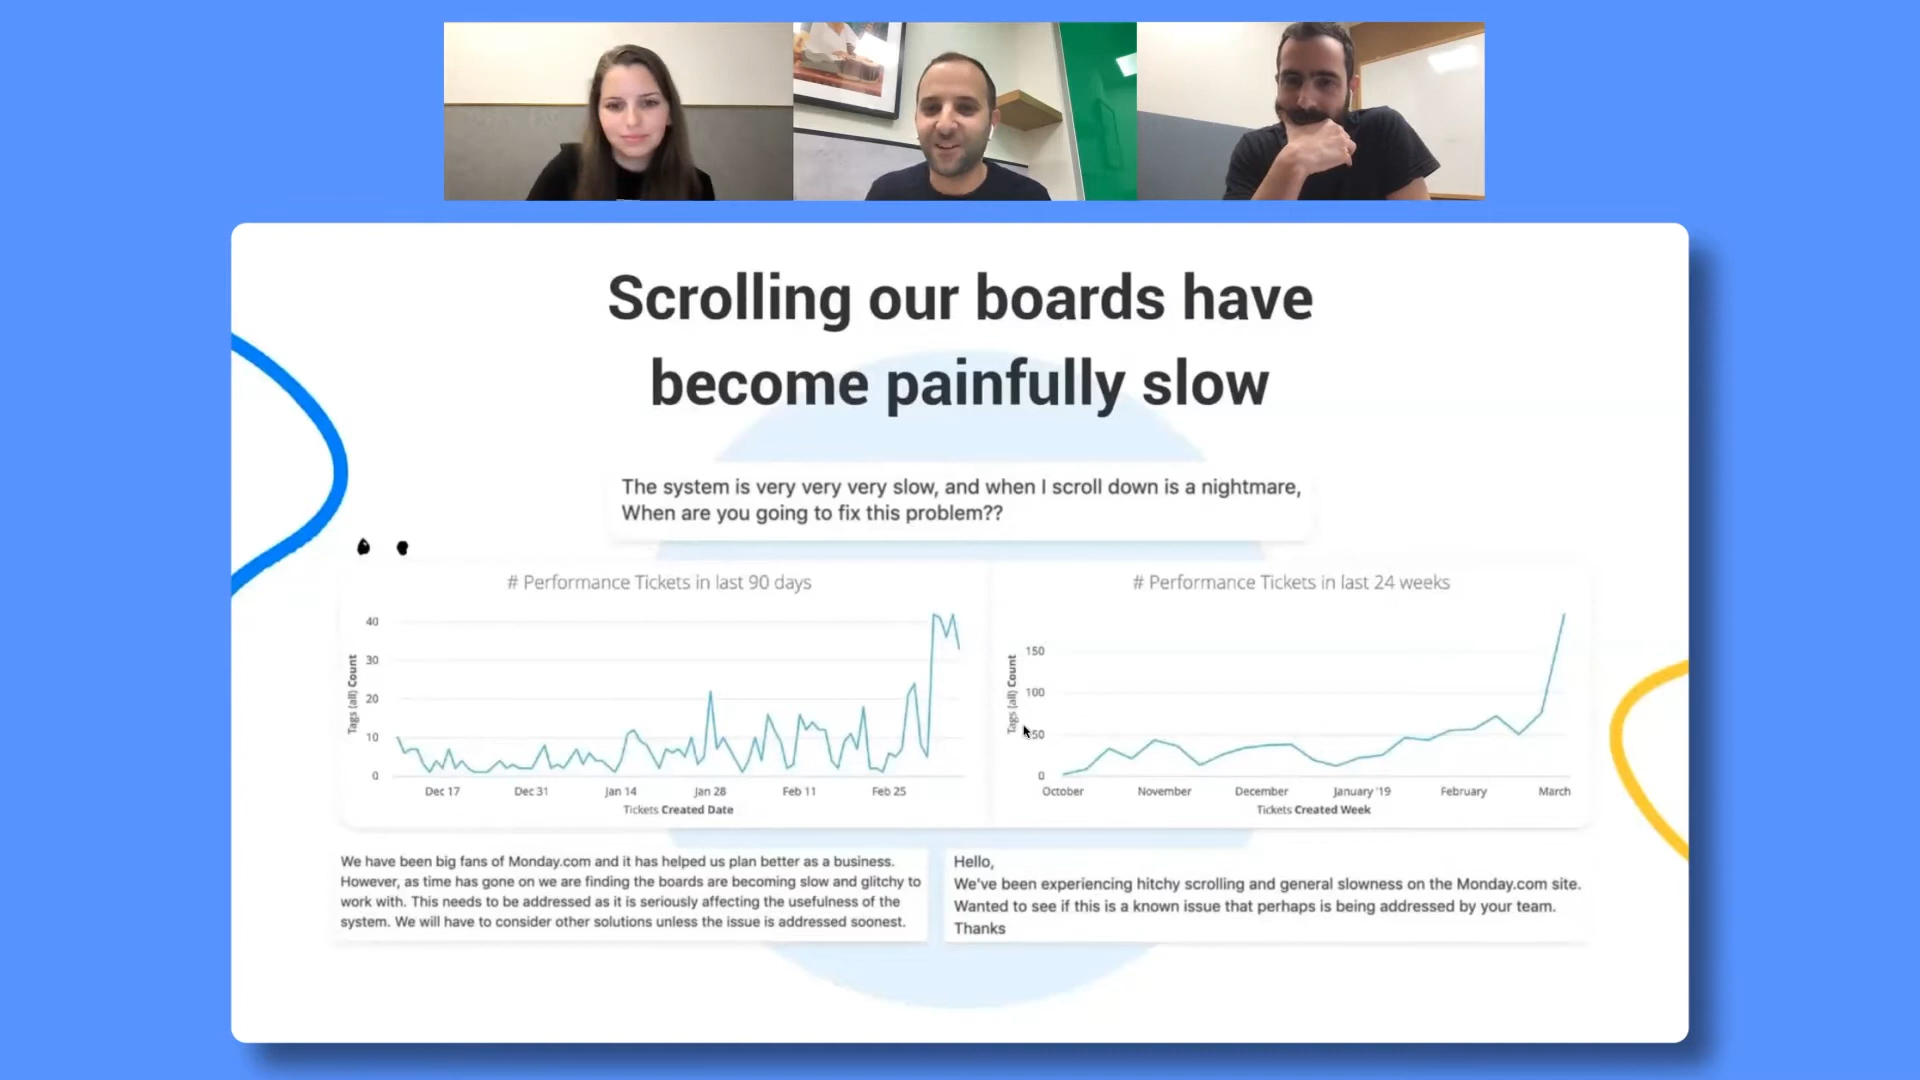 Scrolling our boards have
become painfully slow
The system is very very very slow, and when I scroll down is a nightmare,
When are you going to fix this problem??
# Performance Tickets in last 90 days
40
30
20
10
0
Tags (all) Count
Dec 17 Dec 31 Jan 14 Jan 28 Feb 11 Feb 25
Tickets Created Date
# Performance Tickets in last 24 weeks
150
100
50
0
Tags (all) Count
October November December January '19 February March
Tickets Created Week
We have been big fans of Monday.com and it has helped us plan better as a business.
However, as time has gone on we are finding the boards are becoming slow and glitchy to
work with. This needs to be addressed as it is seriously affecting the usefulness of the
system. We will have to consider other solutions unless the issue is addressed soonest.
Hello,
We've been experiencing hitchy scrolling and general slowness on the Monday.com site.
Wanted to see if this is a known issue that perhaps is being addressed by your team.
Thanks